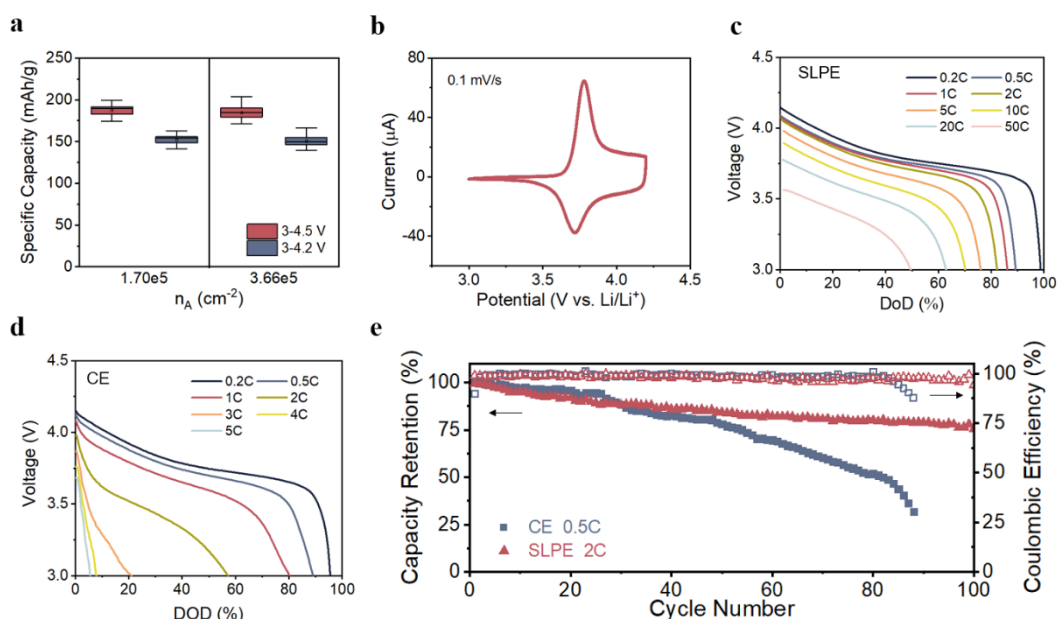 a
Specific Capacity (mAh/g)
250
200
150
100
50
0
3-4.5 V
3-4.2 V
1.70e5 3.66e5
n_A (cm⁻²)
b
Current (µA)
80
40
0
-40
0.1 mV/s
3.0 3.5 4.0 4.5
Potential (V vs. Li/Li⁺)
c
Voltage (V)
4.5
4.0
3.5
3.0
SLPE
0.2C 0.5C
1C 2C
5C 10C
20C 50C
0 20 40 60 80 100
DoD (%)
d
Voltage (V)
4.5
4.0
3.5
3.0
CE
0.2C 0.5C
1C 2C
3C 4C
5C
0 20 40 60 80 100
DOD (%)
e
Capacity Retention (%)
100
75
50
25
0
CE 0.5C
SLPE 2C
0 20 40 60 80 100
Cycle Number
100
75
50
25
0
Coulombic Efficiency (%)